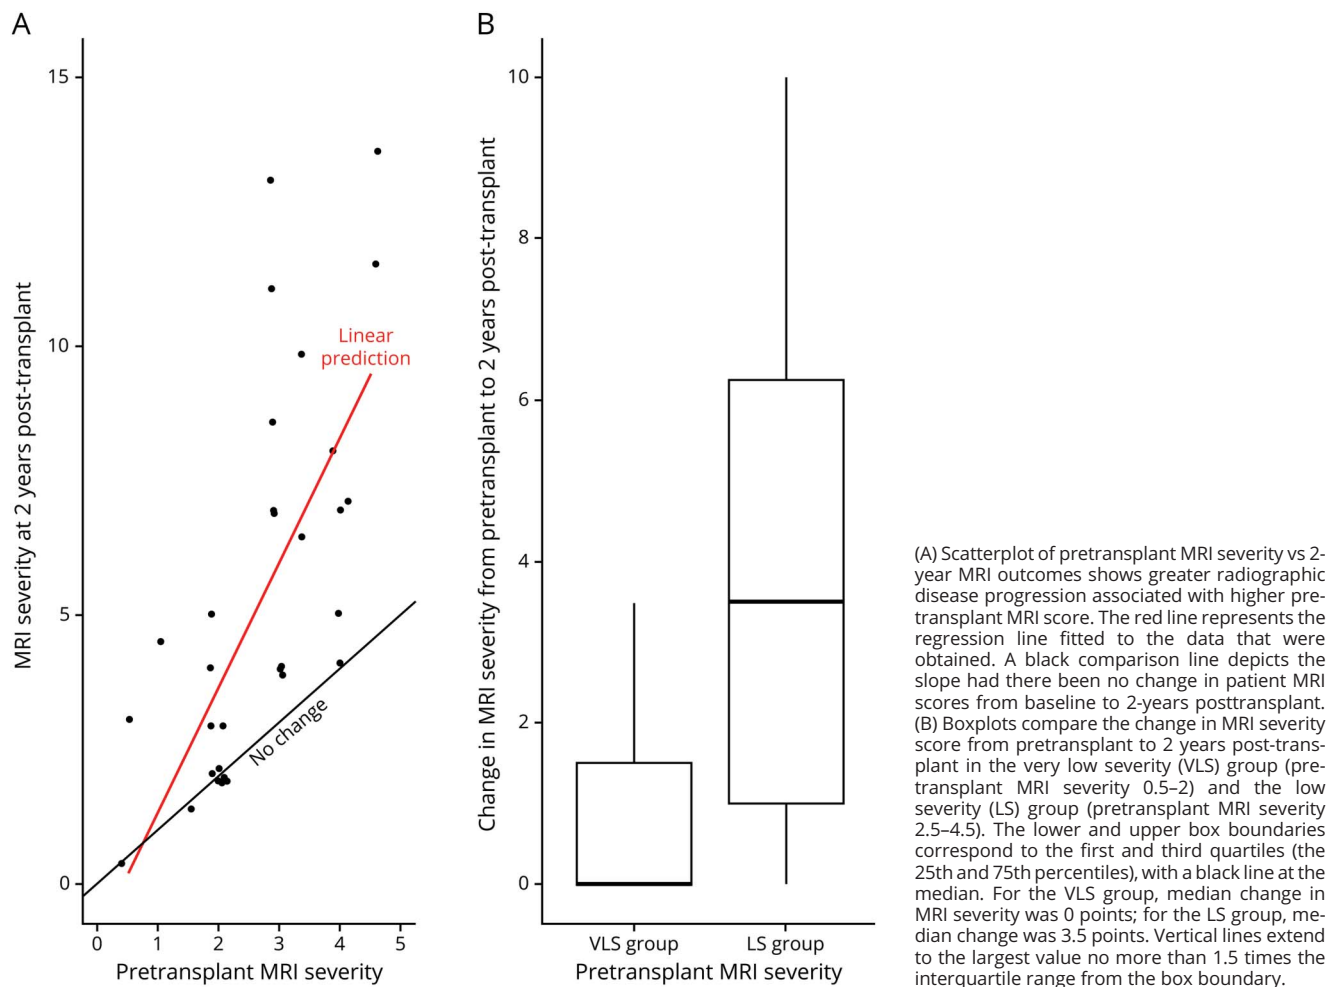 A
15
10
5
0
MRI severity at 2 years post-transplant
Linear
prediction
No change
0 1 2 3 4 5
Pretransplant MRI severity
B
10
8
6
4
2
0
Change in MRI severity from pretransplant to 2 years post-transplant
VLS group LS group
Pretransplant MRI severity
(A) Scatterplot of pretransplant MRI severity vs 2-
year MRI outcomes shows greater radiographic
disease progression associated with higher pre-
transplant MRI score. The red line represents the
regression line fitted to the data that were
obtained. A black comparison line depicts the
slope had there been no change in patient MRI
scores from baseline to 2-years posttransplant.
(B) Boxplots compare the change in MRI severity
score from pretransplant to 2 years post-trans-
plant in the very low severity (VLS) group (pre-
transplant MRI severity 0.5–2) and the low
severity (LS) group (pretransplant MRI severity
2.5–4.5). The lower and upper box boundaries
correspond to the first and third quartiles (the
25th and 75th percentiles), with a black line at the
median. For the VLS group, median change in
MRI severity was 0 points; for the LS group, me-
dian change was 3.5 points. Vertical lines extend
to the largest value no more than 1.5 times the
interquartile range from the box boundary.